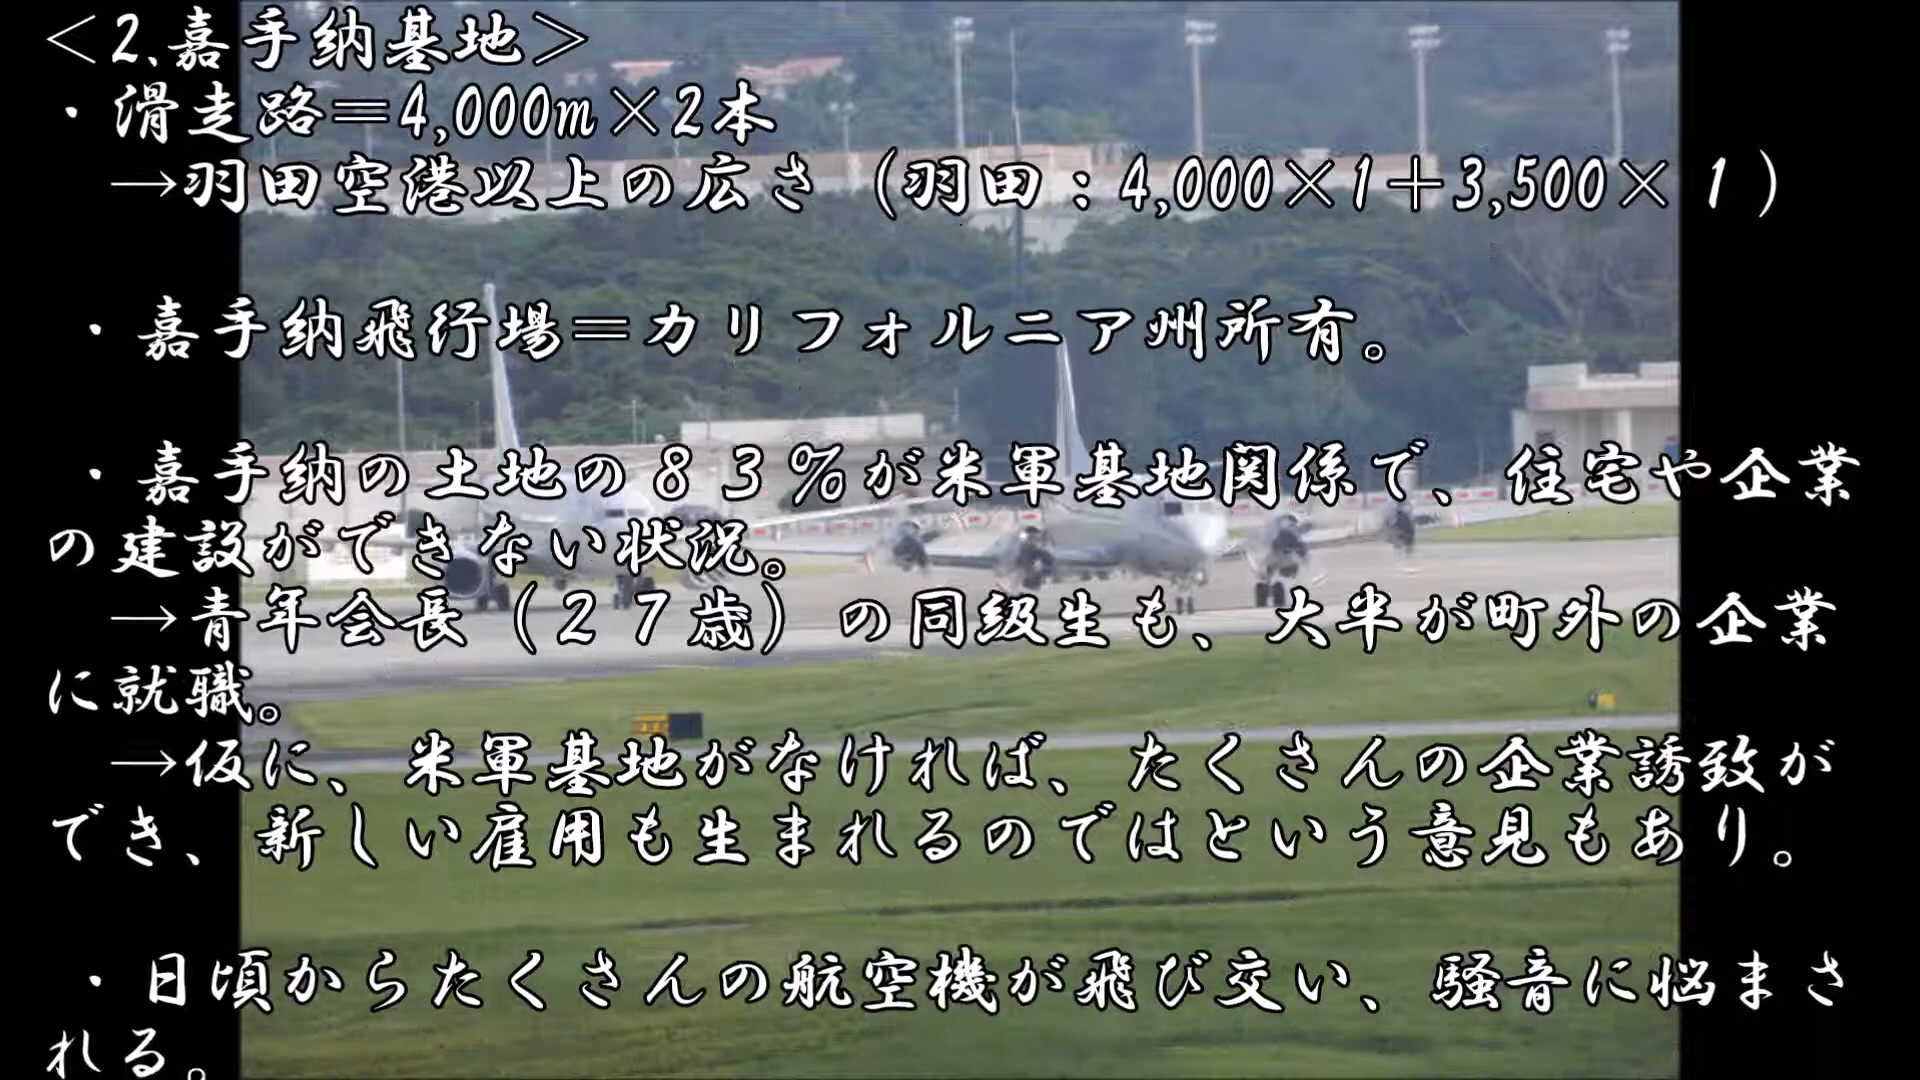 ＜2.嘉手納基地＞
・滑走路＝4,000m×2本
→羽田空港以上の広さ（羽田：4,000×1＋3,500×１）
・嘉手納飛行場＝カリフォルニア州所有。
・嘉手納の土地の８３％が米軍基地関係で、住宅や企業
の建設ができない状況。
→青年会長（２７歳）の同級生も、大半が町外の企業
に就職。
→仮に、米軍基地がなければ、たくさんの企業誘致が
でき、新しい雇用も生まれるのではという意見もあり。
・日頃からたくさんの航空機が飛び交い、騒音に悩まさ
れる。